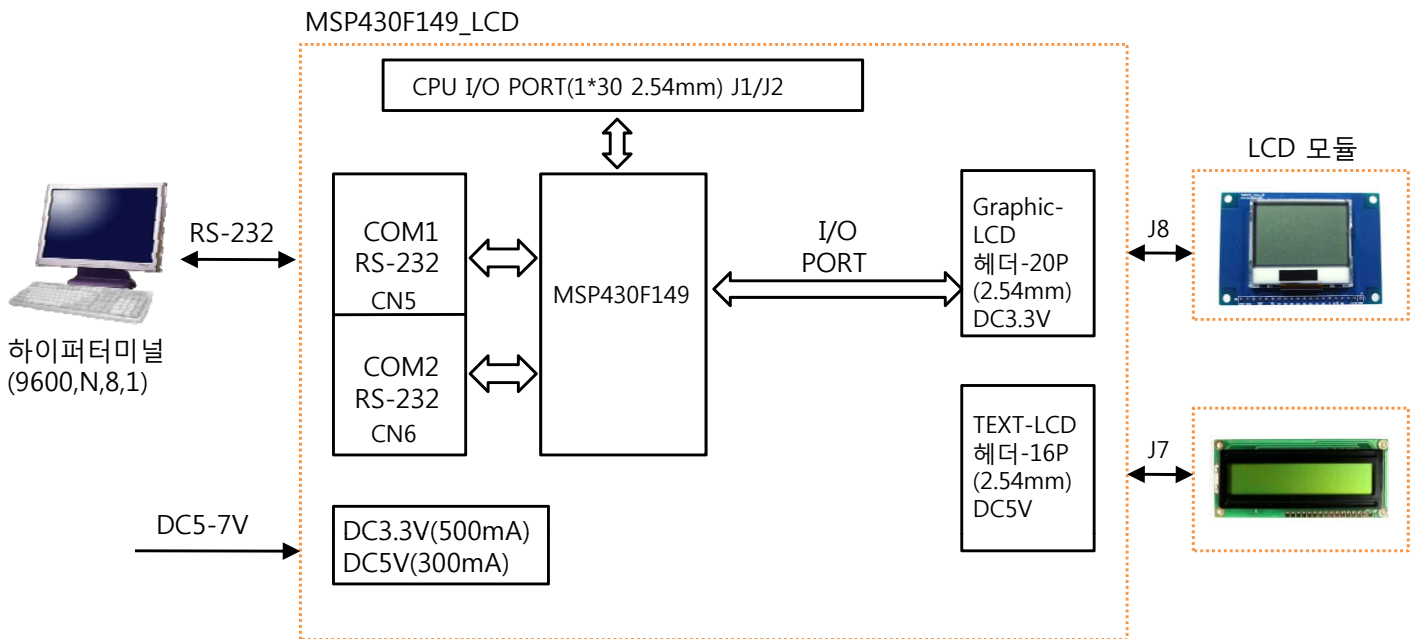 MSP430F149_LCD
CPU I/O PORT(1*30 2.54mm) J1/J2
LCD 모듈
RS-232
COM1
RS-232
CN5
COM2
RS-232
CN6
MSP430F149
I/O
PORT
Graphic-
LCD
헤더-20P
(2.54mm)
DC3.3V
J8
하이퍼터미널
(9600,N,8,1)
TEXT-LCD
헤더-16P
(2.54mm)
DC5V
J7
DC5-7V
DC3.3V(500mA)
DC5V(300mA)